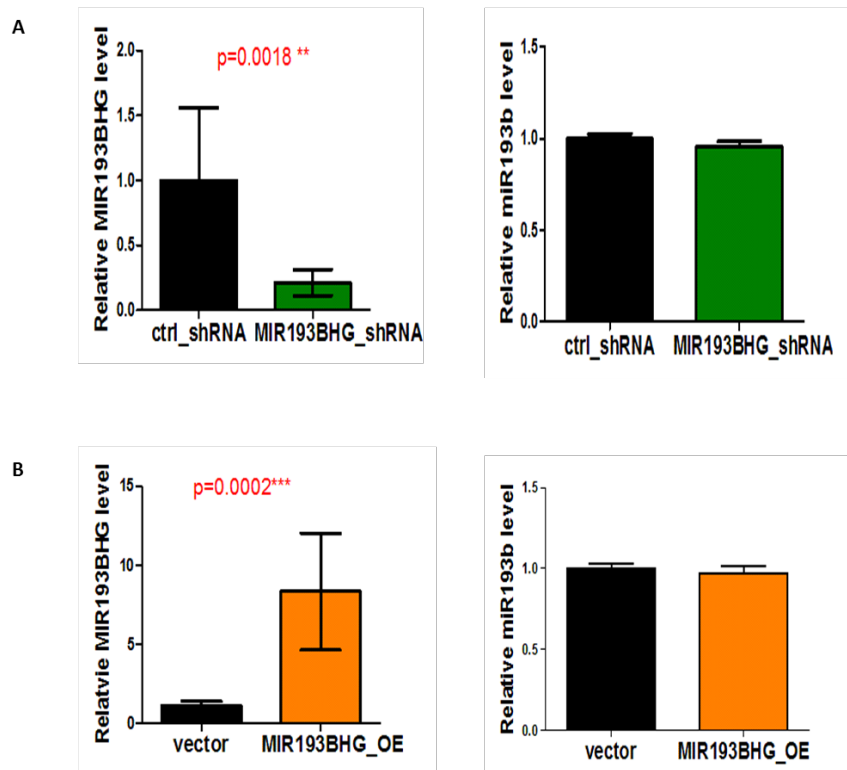 A
Relative MIR193BHG level
p=0.0018 **
2.0
1.5
1.0
0.5
0.0
ctrl_shRNA MIR193BHG_shRNA
Relative miR193b level
1.5
1.0
0.5
0.0
ctrl_shRNA MIR193BHG_shRNA
B
Relatvie MIR193BHG level
p=0.0002***
15
10
5
0
vector MIR193BHG_OE
Relative miR193b level
1.5
1.0
0.5
0.0
vector MIR193BHG_OE